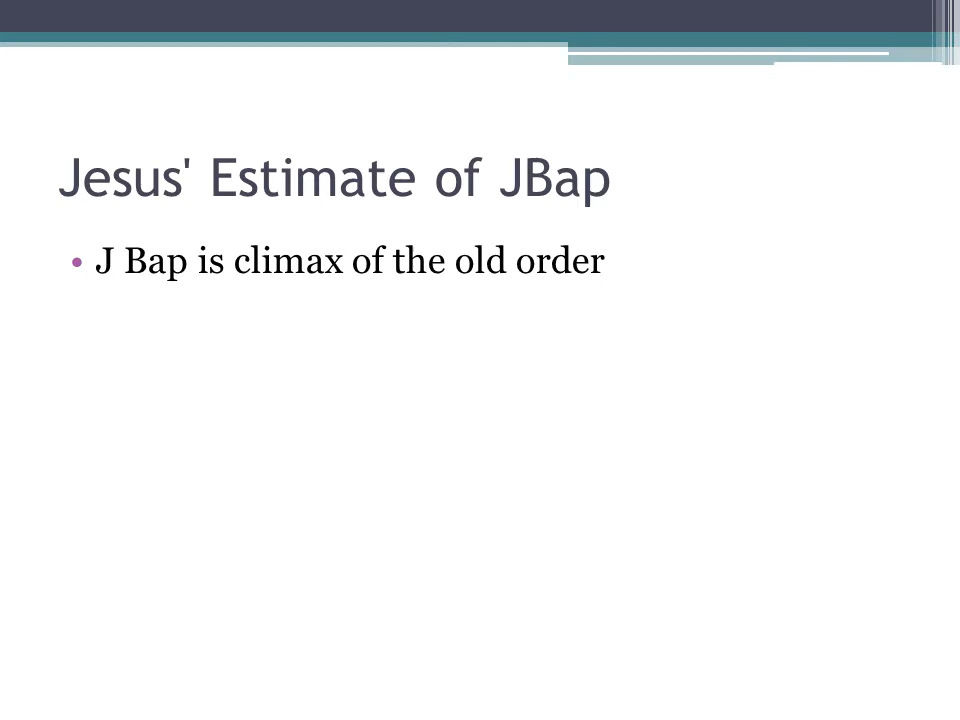 Jesus' Estimate of JBap
• J Bap is climax of the old order